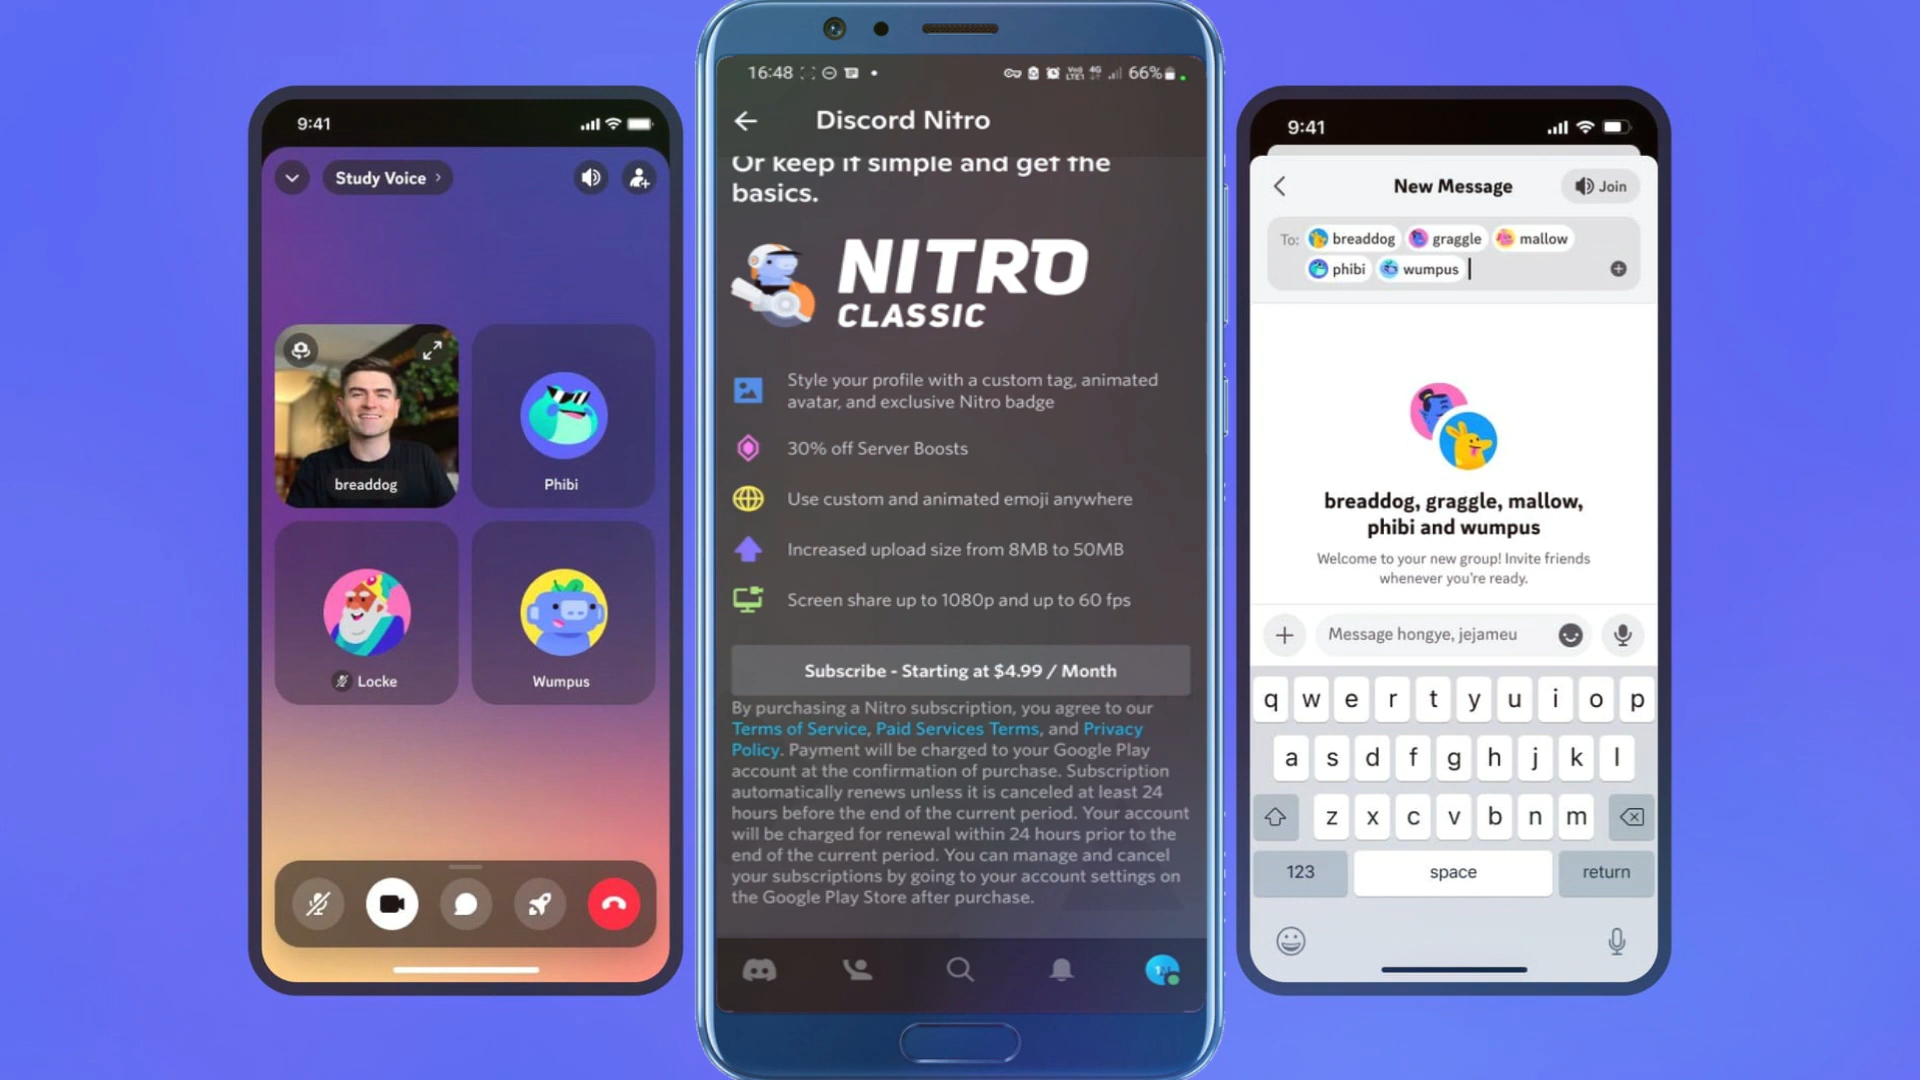 9:41
Study Voice
breaddog
Phibi
Locke
Wumpus
16:48
VoD
LTE1
4G
66%
Discord Nitro
Or keep it simple and get the
basics.
NITRO
CLASSIC
Style your profile with a custom tag, animated
avatar, and exclusive Nitro badge
30% off Server Boosts
Use custom and animated emoji anywhere
Increased upload size from 8MB to 50MB
Screen share up to 1080p and up to 60 fps
Subscribe - Starting at $4.99 / Month
By purchasing a Nitro subscription, you agree to our
Terms of Service, Paid Services Terms, and Privacy
Policy. Payment will be charged to your Google Play
account at the confirmation of purchase. Subscription
automatically renews unless it is canceled at least 24
hours before the end of the current period. Your account
will be charged for renewal within 24 hours prior to the
end of the current period. You can manage and cancel
your subscriptions by going to your account settings on
the Google Play Store after purchase.
9:41
New Message
Join
To: breaddog graggle mallow
phibi wumpus
breaddog, graggle, mallow,
phibi and wumpus
Welcome to your new group! Invite friends
whenever you're ready.
Message hongye, jejameu
q w e r t y u i o p
a s d f g h j k l
z x c v b n m
123 space return